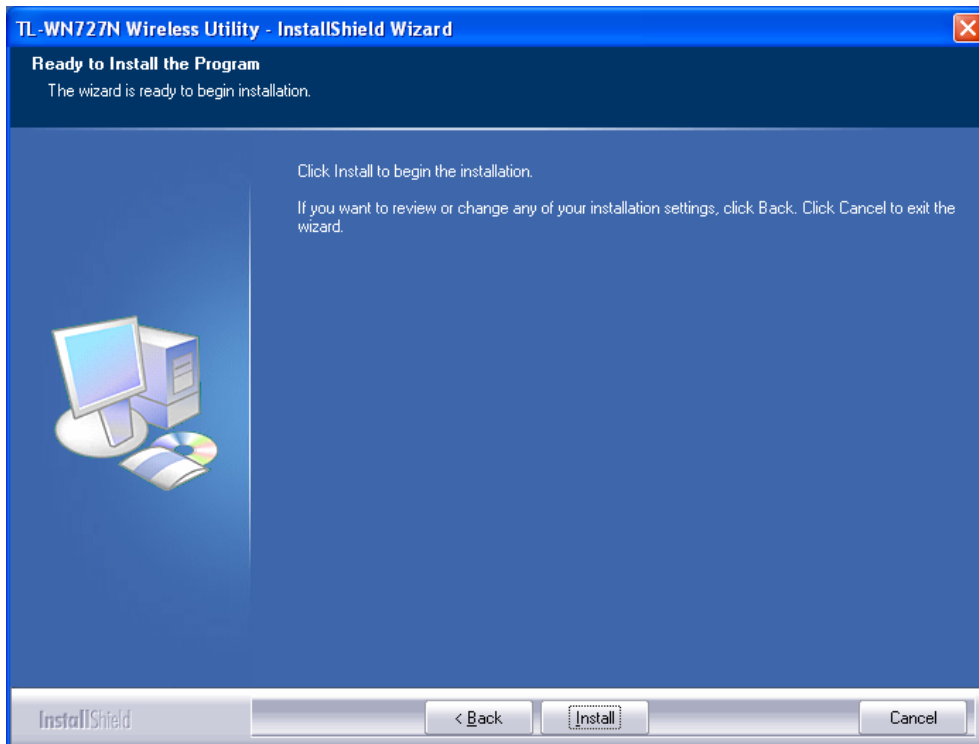 TL-WN727N Wireless Utility - InstallShield Wizard
Ready to Install the Program
The wizard is ready to begin installation.
Click Install to begin the installation.
If you want to review or change any of your installation settings, click Back. Click Cancel to exit the
wizard.
InstallShield
< Back
Install
Cancel